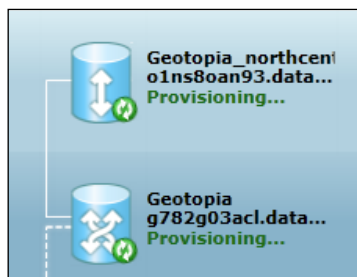 Geotopia_northcent
o1ns8oan93.data...
Provisioning...
Geotopia
g782g03acl.data...
Provisioning...